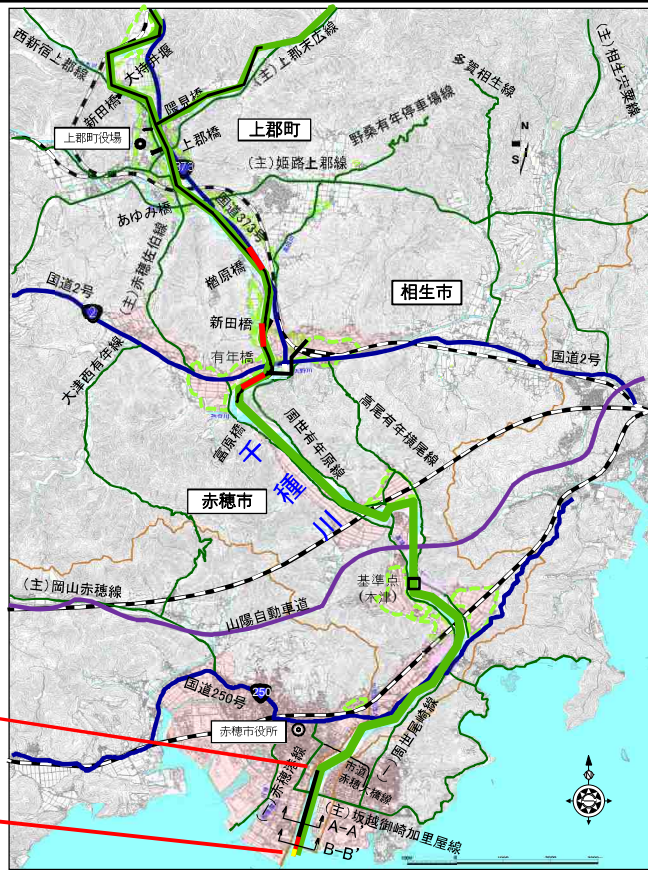 西新宿上郡線
大持井堰
新田橋
隈見橋
(主)上郡末広線
多賀相生線
(主)相生宍粟線
上郡町役場
上郡橋
上郡町
野桑有年停車場線
N
S
(主)姫路上郡線
373
あゆみ橋
国道373号
(主)赤穂佐伯線
楢原橋
国道2号
2
相生市
新田橋
有年橋
国道2号
大津西有年線
富原橋
周世有年原線
高尾有年横尾線
千種川
赤穂市
(主)岡山赤穂線
基準点
(木津)
山陽自動車道
国道250号
250
赤穂市役所
(一)周世尾崎線
(一)赤穂港線
市道
赤穂大橋線
(主)坂越御崎加里屋線
A-A'
B-B'